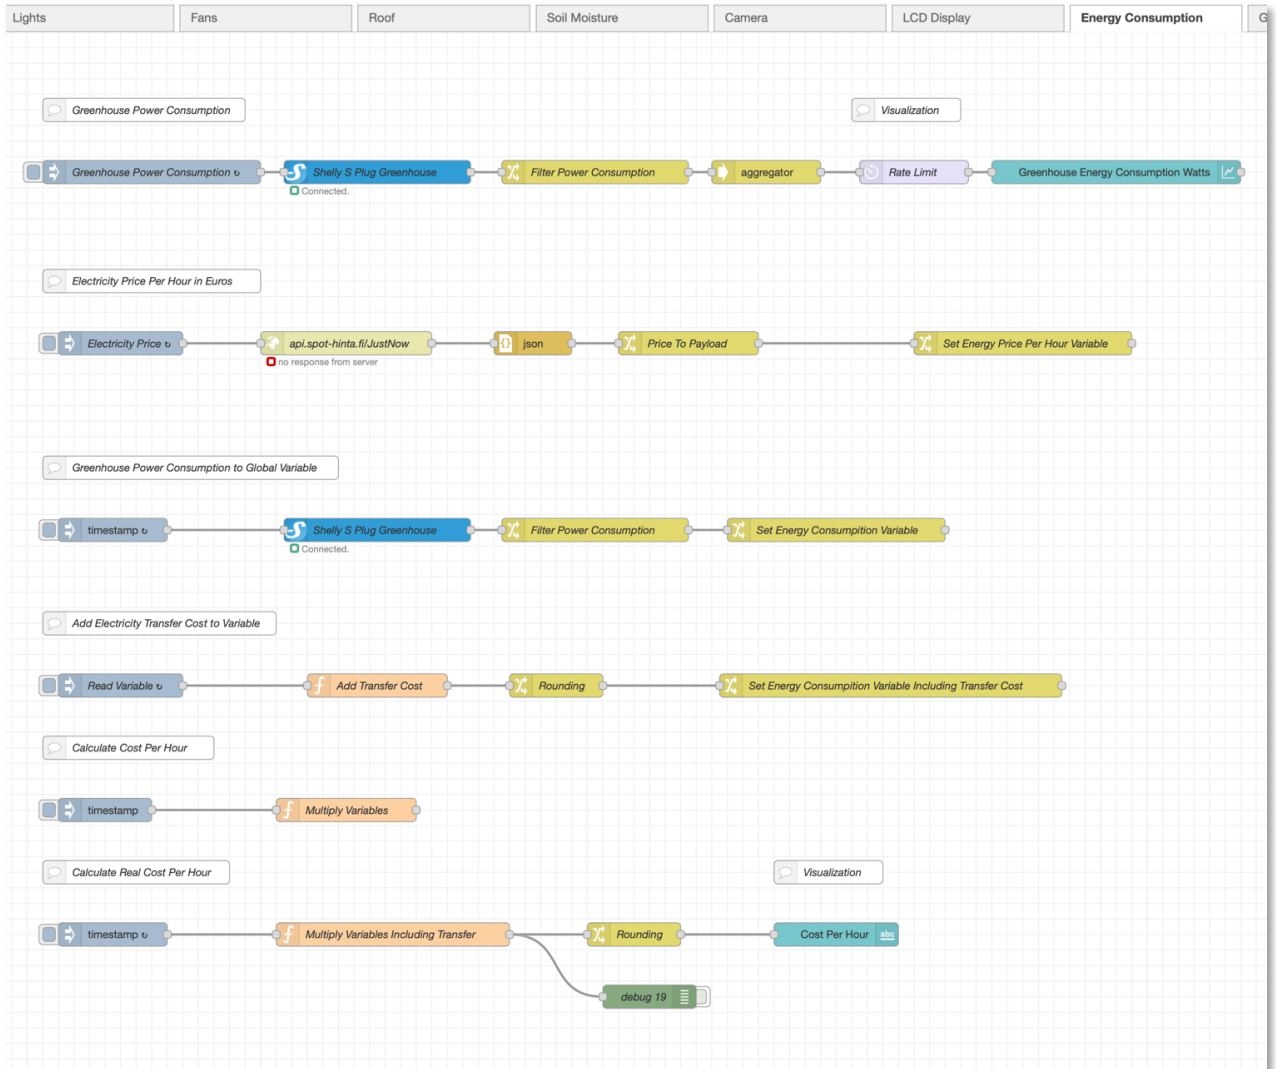 Lights
Fans
Roof
Soil Moisture
Camera
LCD Display
Energy Consumption
G
Greenhouse Power Consumption
Visualization
Greenhouse Power Consumption ↻
Shelly S Plug Greenhouse
Filter Power Consumption
aggregator
Rate Limit
Greenhouse Energy Consumption Watts
Connected.
Electricity Price Per Hour in Euros
Electricity Price ↻
api.spot-hinta.fi/JustNow
json
Price To Payload
Set Energy Price Per Hour Variable
no response from server
Greenhouse Power Consumption to Global Variable
timestamp ↻
Shelly S Plug Greenhouse
Filter Power Consumption
Set Energy Consumpition Variable
Connected.
Add Electricity Transfer Cost to Variable
Read Variable ↻
Add Transfer Cost
Rounding
Set Energy Consumpition Variable Including Transfer Cost
Calculate Cost Per Hour
timestamp
Multiply Variables
Calculate Real Cost Per Hour
Visualization
timestamp ↻
Multiply Variables Including Transfer
Rounding
Cost Per Hour
abc
debug 19